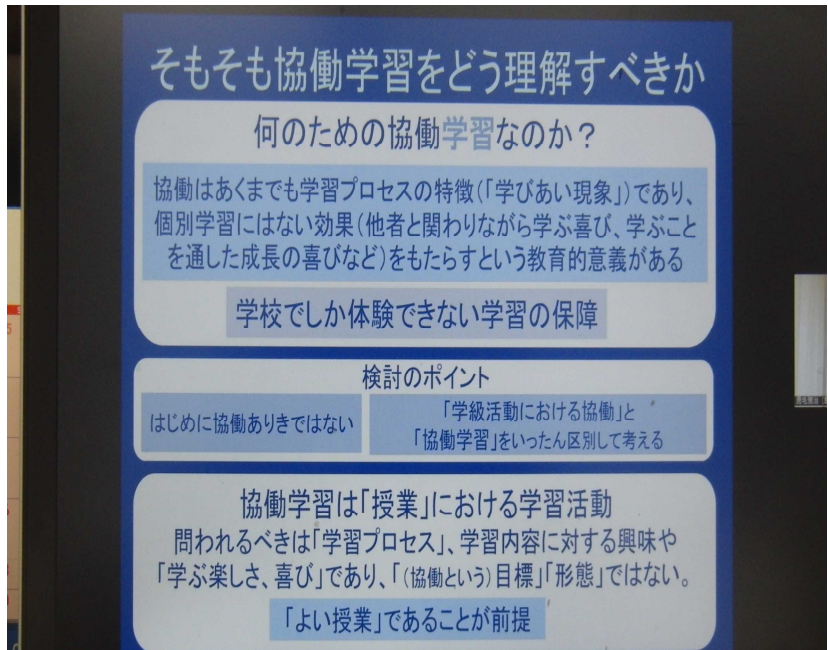 そもそも協働学習をどう理解すべきか
何のための協働学習なのか？
協働はあくまでも学習プロセスの特徴(「学びあい現象」)であり、
個別学習にはない効果(他者と関わりながら学ぶ喜び、学ぶこと
を通した成長の喜びなど)をもたらすという教育的意義がある
学校でしか体験できない学習の保障
検討のポイント
はじめに協働ありきではない
「学級活動における協働」と
「協働学習」をいったん区別して考える
協働学習は「授業」における学習活動
問われるべきは「学習プロセス」、学習内容に対する興味や
「学ぶ楽しさ、喜び」であり、「(協働という)目標」「形態」ではない。
「よい授業」であることが前提